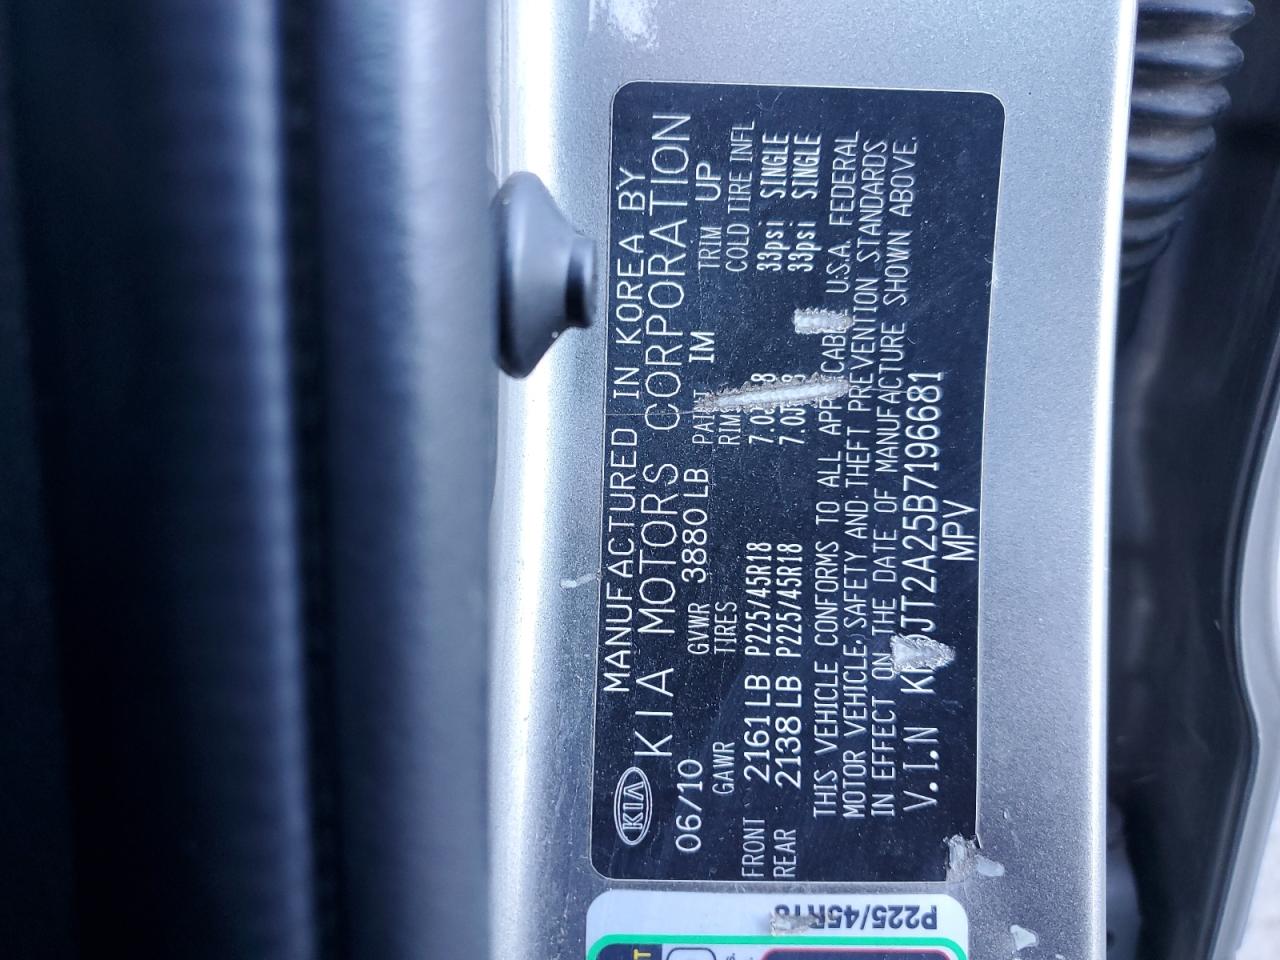 KIA
MANUFACTURED IN KOREA BY
KIA MOTORS CORPORATION
06/10 GVWR 3880 LB PAINT IM TRIM UP
GAWR TIRES RIMS COLD TIRE INFL
FRONT 2161 LB P225/45R18 33psi SINGLE
REAR 2138 LB P225/45R18 33psi SINGLE
THIS VEHICLE CONFORMS TO ALL APPLICABLE U.S.A. FEDERAL
MOTOR VEHICLE SAFETY AND THEFT PREVENTION STANDARDS
IN EFFECT ON THE DATE OF MANUFACTURE SHOWN ABOVE.
V.I.N
MPV
P225/45R18